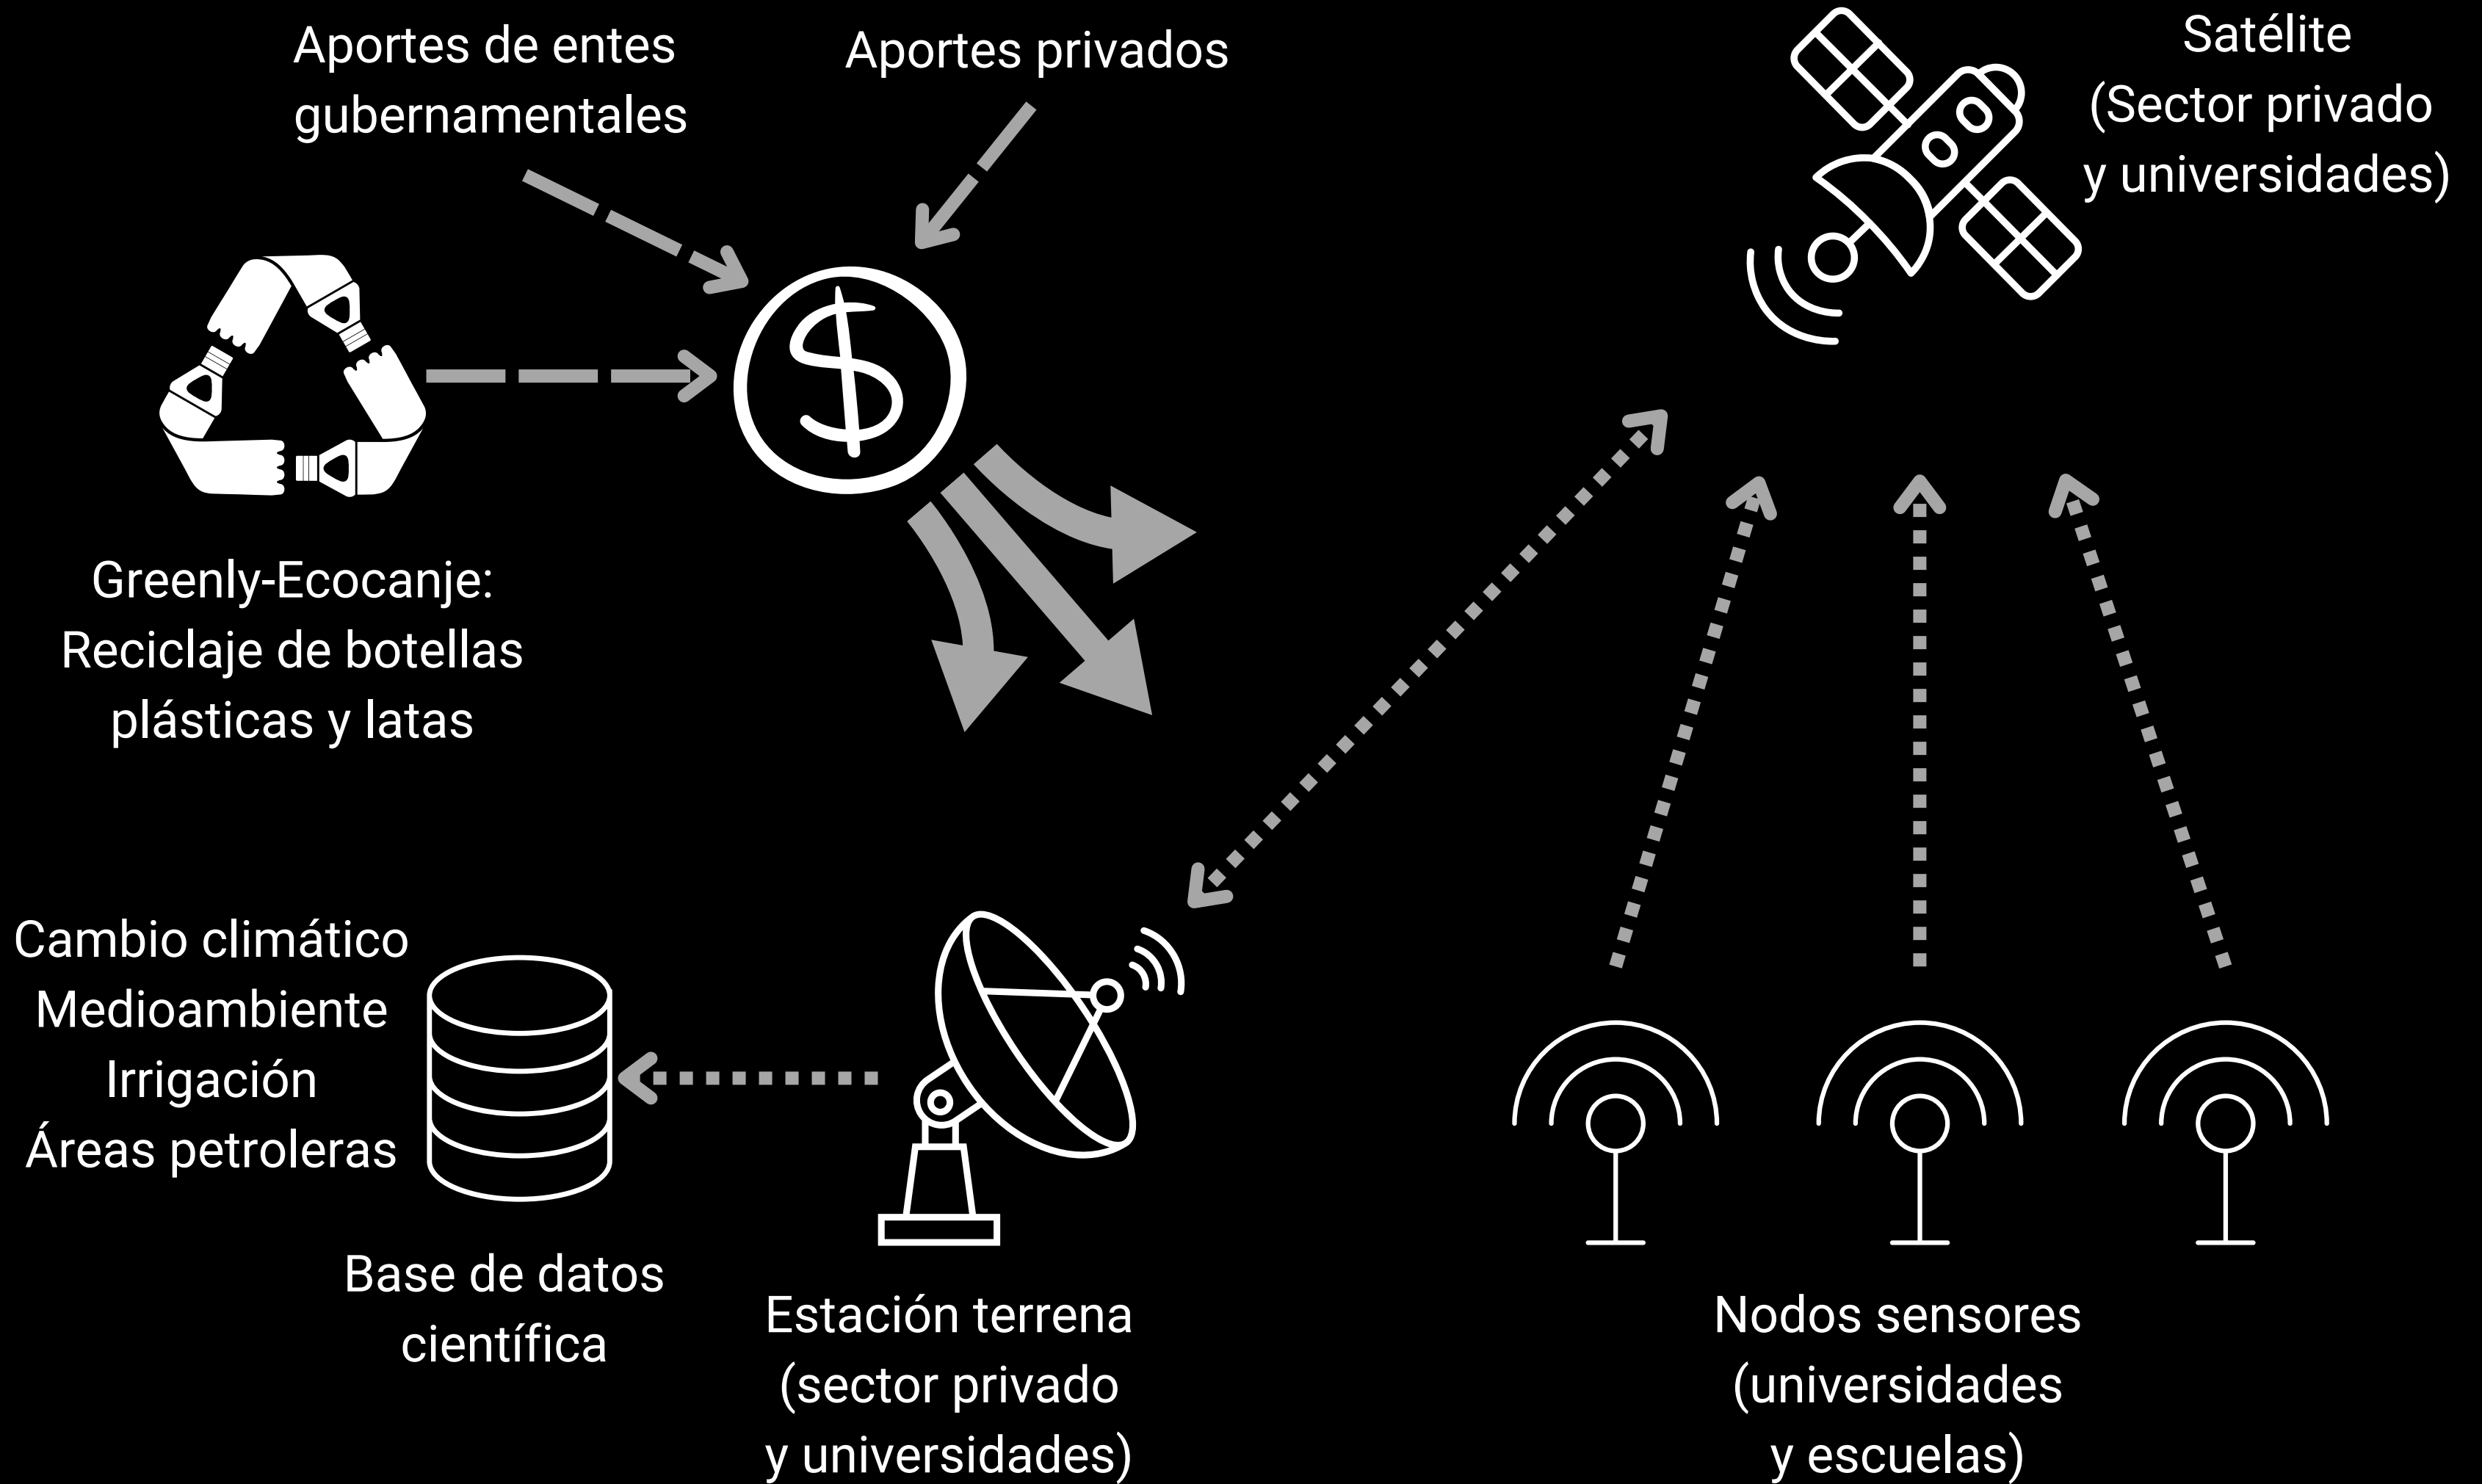 Aportes de entes
gubernamentales
Aportes privados
Satélite
(Sector privado
y universidades)
$
Greenly-Ecocanje:
Reciclaje de botellas
plásticas y latas
Cambio climático
Medioambiente
Irrigación
Áreas petroleras
Base de datos
científica
Estación terrena
(sector privado
y universidades)
Nodos sensores
(universidades
y escuelas)